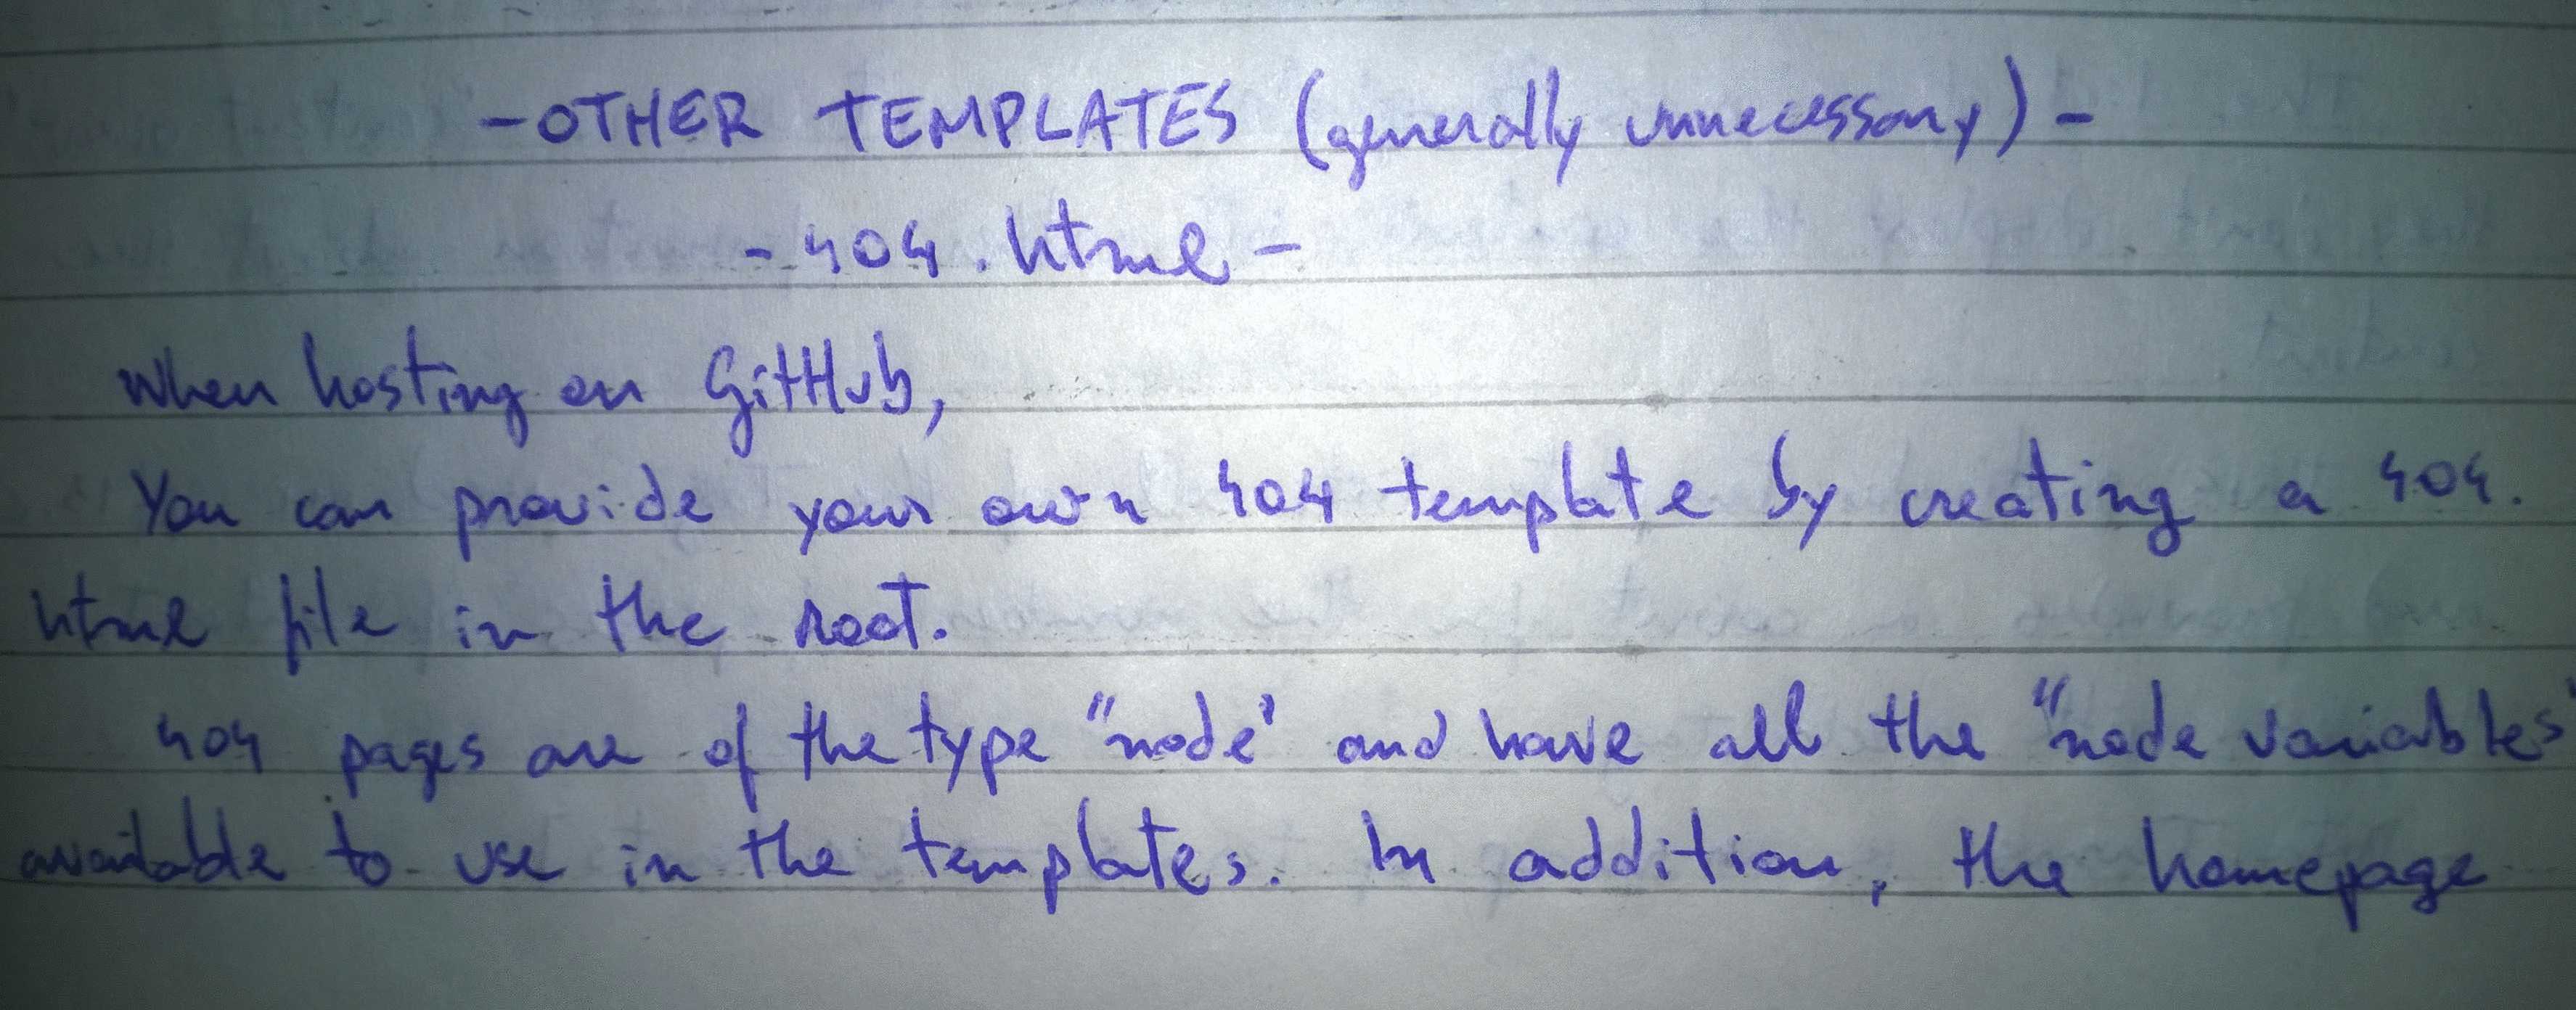 -OTHER TEMPLATES (generally unnecessary)-
- 404. html -
When hosting on GitHub,
You can provide your own 404 template by creating a 404.
html file in the root.
404 pages are of the type "node' and have all the "node variables"
available to use in the templates. In addition, the homepage